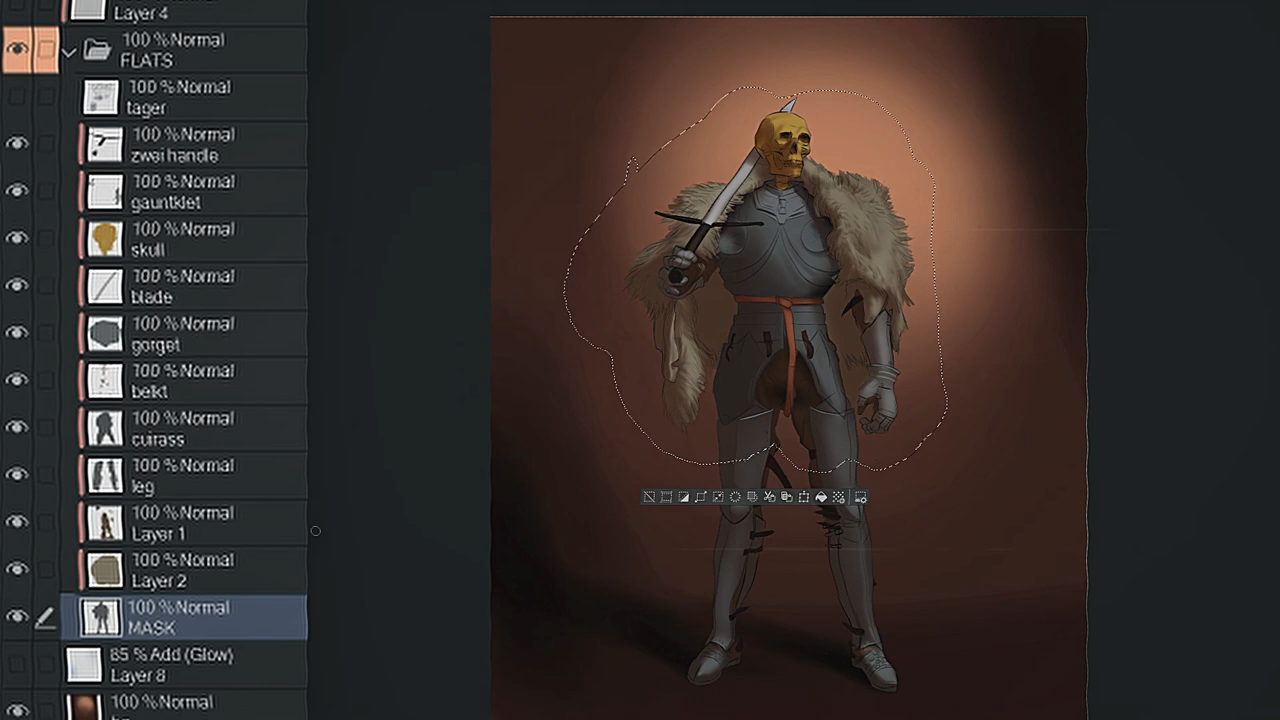 Layer 4
100 %Normal
FLATS
100 %Normal
tager
100 %Normal
zwei handle
100 %Normal
gauntklet
100 %Normal
skull
100 %Normal
blade
100 %Normal
gorget
100 %Normal
belkt
100 %Normal
cuirass
100 %Normal
leg
100 %Normal
Layer 1
100 %Normal
Layer 2
100 %Normal
MASK
85 %Add (Glow)
Layer 8
100 %Normal